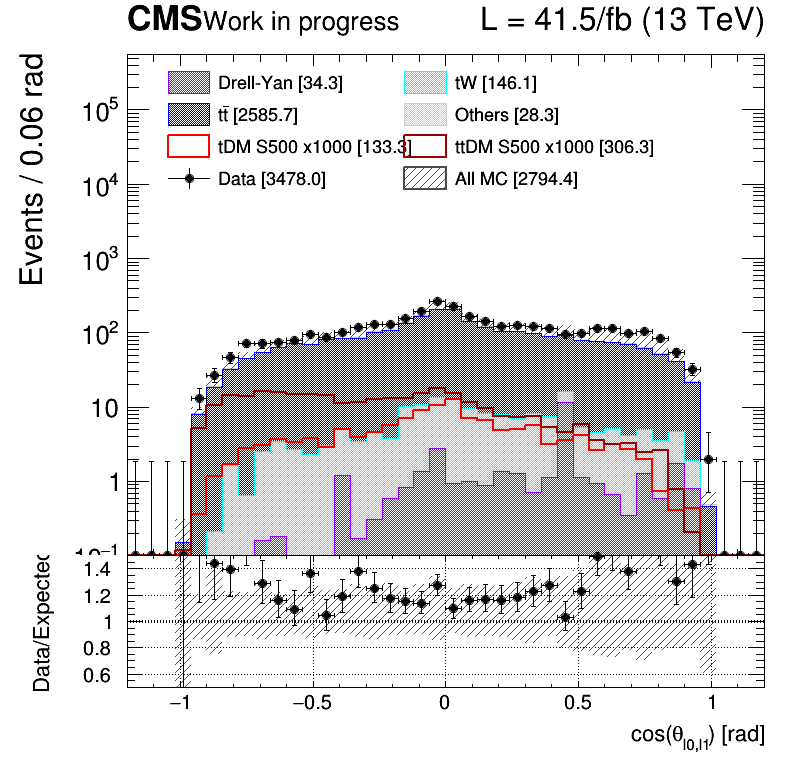 CMS Work in progress L = 41.5/fb (13 TeV)
Events / 0.06 rad
Drell-Yan [34.3] tW [146.1]
tt̄ [2585.7] Others [28.3]
tDM S500 x1000 [133.3] ttDM S500 x1000 [306.3]
Data [3478.0] All MC [2794.4]
10⁵
10⁴
10³
10²
10
1
10⁻¹
Data/Expected
1.4
1.2
1
0.8
0.6
−1 −0.5 0 0.5 1
cos(θ_l0,l1) [rad]